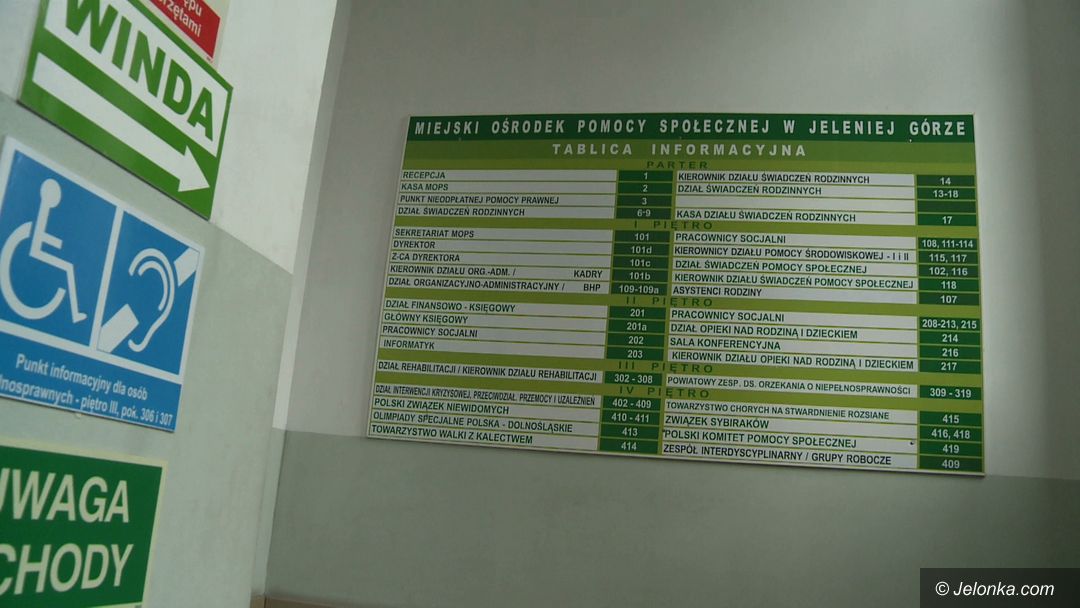 ępu
rzętami
WINDA
Punkt informacyjny dla osób
lnosprawnych - piętro III, pok. 306 i 307
UWAGA
CHODY
MIEJSKI OŚRODEK POMOCY SPOŁECZNEJ W JELENIEJ GÓRZE
TABLICA INFORMACYJNA
PARTER
RECEPCJA 1 KIEROWNIK DZIAŁU ŚWIADCZEŃ RODZINNYCH 14
KASA MOPS 2 DZIAŁ ŚWIADCZEŃ RODZINNYCH 13-18
PUNKT NIEODPŁATNEJ POMOCY PRAWNEJ 3
DZIAŁ ŚWIADCZEŃ RODZINNYCH 6-9 KASA DZIAŁU ŚWIADCZEŃ RODZINNYCH 17
I PIĘTRO
SEKRETARIAT MOPS 101 PRACOWNICY SOCJALNI 108, 111-114
DYREKTOR 101d KIEROWNICY DZIAŁU POMOCY ŚRODOWISKOWEJ - I i II 115, 117
Z-CA DYREKTORA 101c DZIAŁ ŚWIADCZEŃ POMOCY SPOŁECZNEJ 102, 116
KIEROWNIK DZIAŁU ORG.-ADM. / KADRY 101b KIEROWNIK DZIAŁU ŚWIADCZEŃ POMOCY SPOŁECZNEJ 118
DZIAŁ ORGANIZACYJNO-ADMINISTRACYJNY / BHP 109-109a ASYSTENCI RODZINY 107
II PIĘTRO
DZIAŁ FINANSOWO - KSIĘGOWY 201 PRACOWNICY SOCJALNI 208-213, 215
GŁÓWNY KSIĘGOWY 201a DZIAŁ OPIEKI NAD RODZINĄ I DZIECKIEM 214
PRACOWNICY SOCJALNI 202 SALA KONFERENCYJNA 216
INFORMATYK 203 KIEROWNIK DZIAŁU OPIEKI NAD RODZINĄ I DZIECKIEM 217
III PIĘTRO
DZIAŁ REHABILITACJI / KIEROWNIK DZIAŁU REHABILITACJI 302 - 308 POWIATOWY ZESP. DS. ORZEKANIA O NIEPEŁNOSPRAWNOŚCI 309 - 319
IV PIĘTRO
DZIAŁ INTERWENCJI KRYZYSOWEJ, PRZECIWDZIAŁ. PRZEMOCY I UZALEŻNIEŃ 402 - 409 TOWARZYSTWO CHORYCH NA STWARDNIENIE ROZSIANE 415
POLSKI ZWIĄZEK NIEWIDOMYCH 410 - 411 ZWIĄZEK SYBIRAKÓW 416, 418
OLIMPIADY SPECJALNE POLSKA - DOLNOŚLĄSKIE 413 POLSKI KOMITET POMOCY SPOŁECZNEJ 419
TOWARZYSTWO WALKI Z KALECTWEM 414 ZESPÓŁ INTERDYSCYPLINARNY / GRUPY ROBOCZE 409
© Jelonka.com